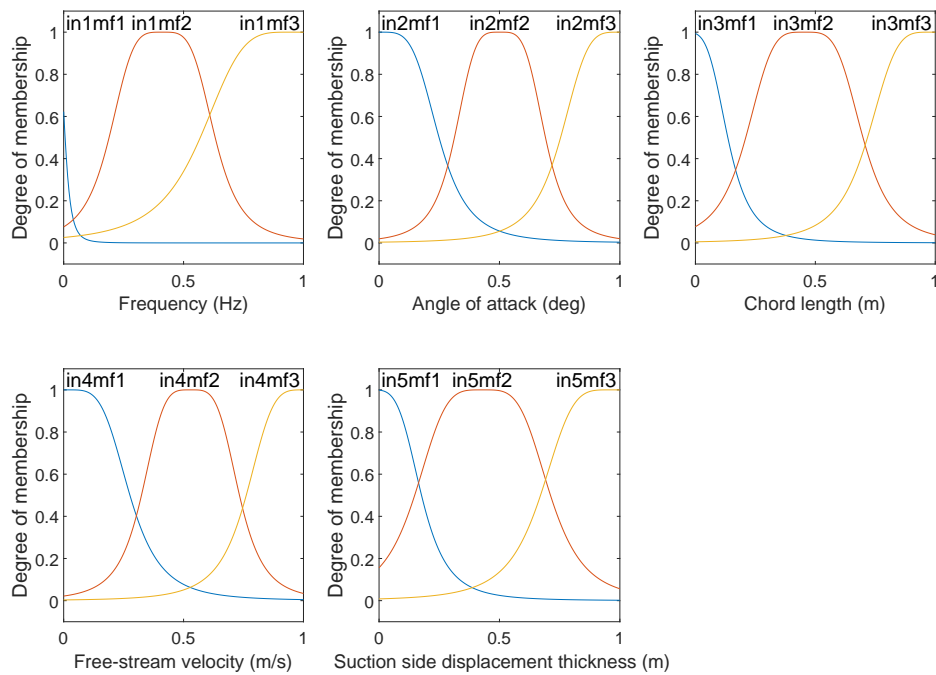 in1mf1 in1mf2 in1mf3
1
0.8
0.6
0.4
0.2
0
Degree of membership
0 0.5 1
Frequency (Hz)
in2mf1 in2mf2 in2mf3
1
0.8
0.6
0.4
0.2
0
Degree of membership
0 0.5 1
Angle of attack (deg)
in3mf1 in3mf2 in3mf3
1
0.8
0.6
0.4
0.2
0
Degree of membership
0 0.5 1
Chord length (m)
in4mf1 in4mf2 in4mf3
1
0.8
0.6
0.4
0.2
0
Degree of membership
0 0.5 1
Free-stream velocity (m/s)
in5mf1 in5mf2 in5mf3
1
0.8
0.6
0.4
0.2
0
Degree of membership
0 0.5 1
Suction side displacement thickness (m)